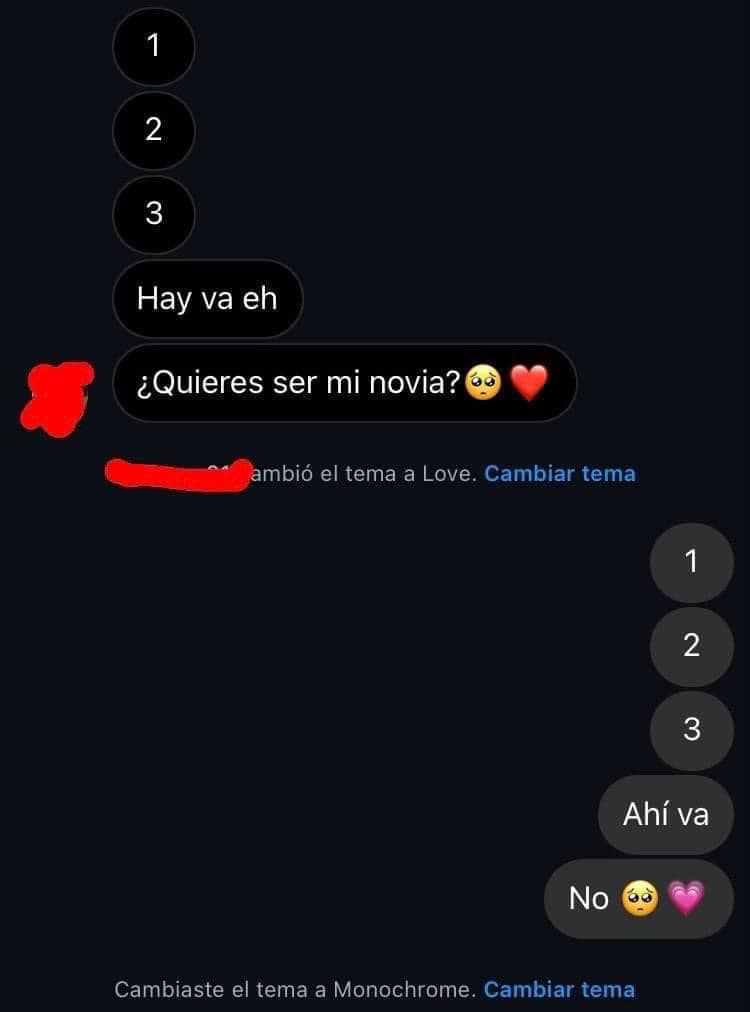 1
2
3
Hay va eh
¿Quieres ser mi novia?🥺❤️
ambió el tema a Love. Cambiar tema
1
2
3
Ahí va
No 🥺💗
Cambiaste el tema a Monochrome. Cambiar tema